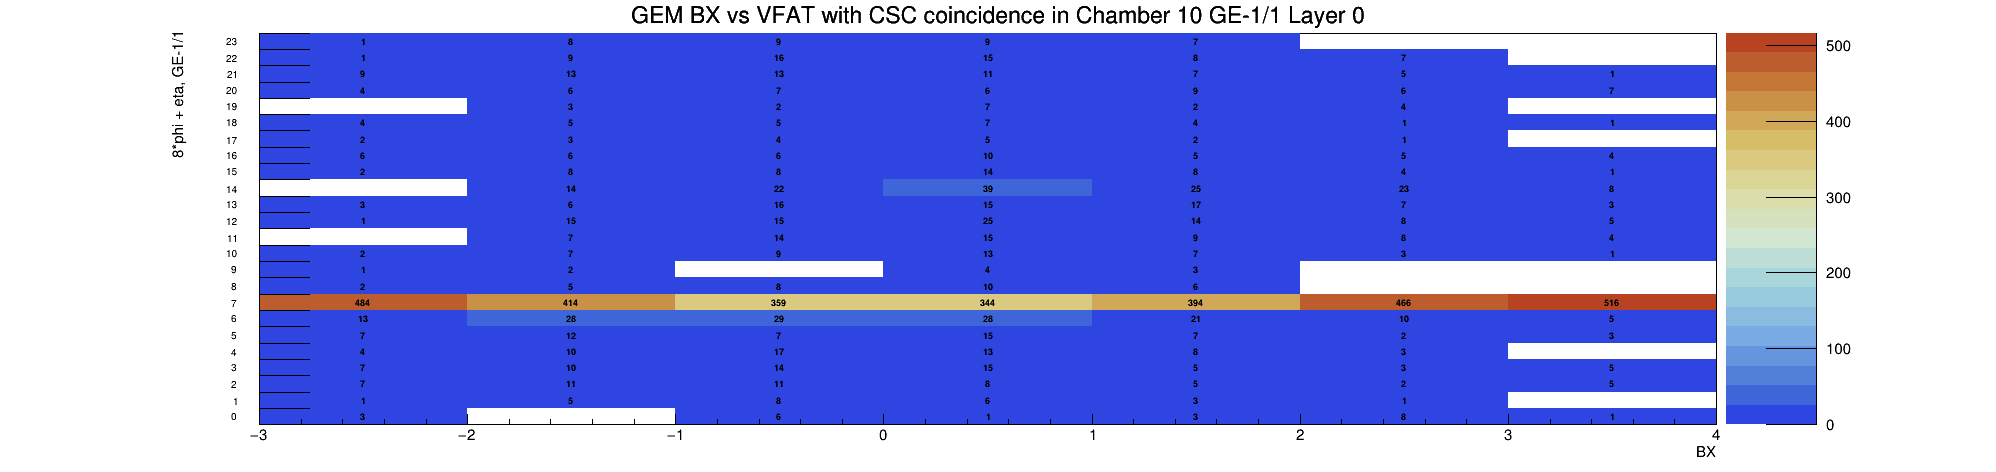 GEM BX vs VFAT with CSC coincidence in Chamber 10 GE-1/1 Layer 0
8*phi + eta, GE-1/1
23 1 8 9 9 7
22 1 9 16 15 8 7
21 9 13 13 11 7 5 1
20 4 6 7 6 9 6 7
19 3 2 7 2 4
18 4 5 5 7 4 1 1
17 2 3 4 5 2 1
16 6 6 6 10 5 5 4
15 2 8 8 14 8 4 1
14 14 22 39 25 23 8
13 3 6 16 15 17 7 3
12 1 15 15 25 14 8 5
11 7 14 15 9 8 4
10 2 7 9 13 7 3 1
9 1 2 4 3
8 2 5 8 10 6
7 484 414 359 344 394 466 516
6 13 28 29 28 21 10 5
5 7 12 7 15 7 2 3
4 4 10 17 13 8 3
3 7 10 14 15 5 3 5
2 7 11 11 8 5 2 5
1 1 5 8 6 3 1
0 3 6 1 3 8 1
−3 −2 −1 0 1 2 3 4
BX
500
400
300
200
100
0